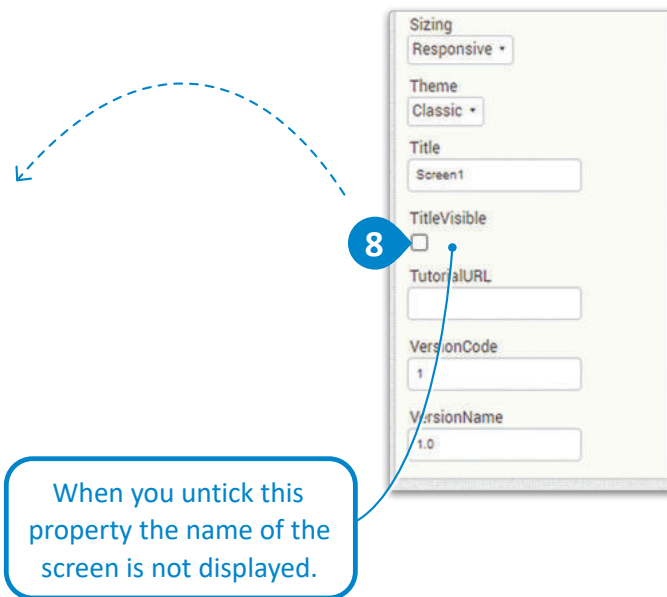 Sizing
Responsive
Theme
Classic
Title
Screen1
TitleVisible
8
TutorialURL
VersionCode
1
VersionName
1.0
When you untick this
property the name of the
screen is not displayed.